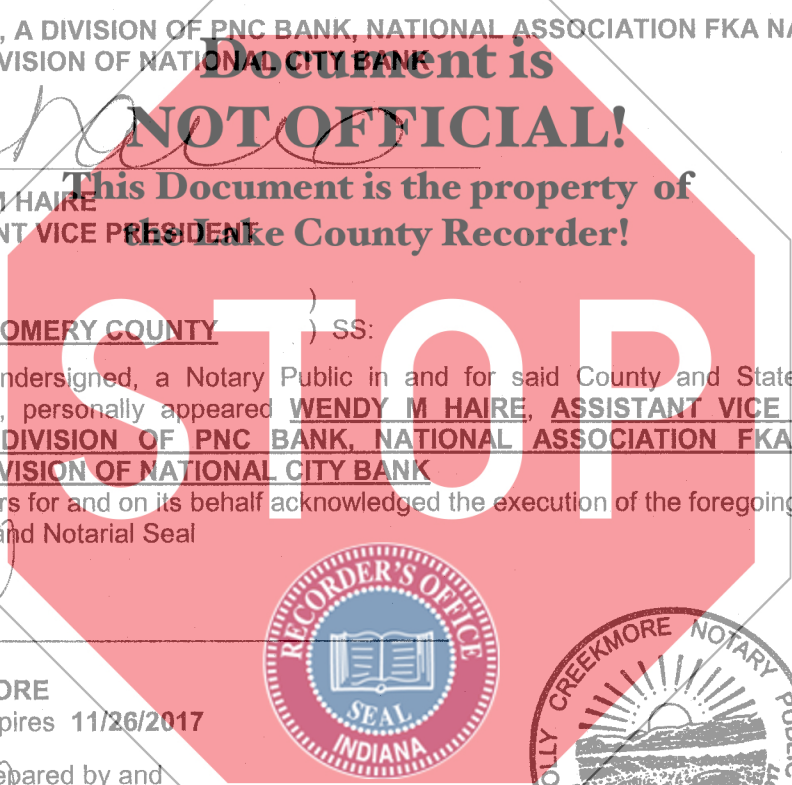 , A DIVISION OF PNC BANK, NATIONAL ASSOCIATION FKA NA
VISION OF NATIONAL CITY BANK
Document is
NOT OFFICIAL!
This Document is the property of
the Lake County Recorder!
M HAIRE
NT VICE PRESIDENT
)
OMERY COUNTY ) SS:
STOP
ndersigned, a Notary Public in and for said County and State
, personally appeared WENDY M HAIRE, ASSISTANT VICE
DIVISION OF PNC BANK, NATIONAL ASSOCIATION FKA
VISION OF NATIONAL CITY BANK
rs for and on its behalf acknowledged the execution of the foregoing
and Notarial Seal
RECORDER'S OFFICE
SEAL
INDIANA
OLLY CREEKMORE NOTARY PUBLIC
ORE
pires 11/26/2017
epared by and